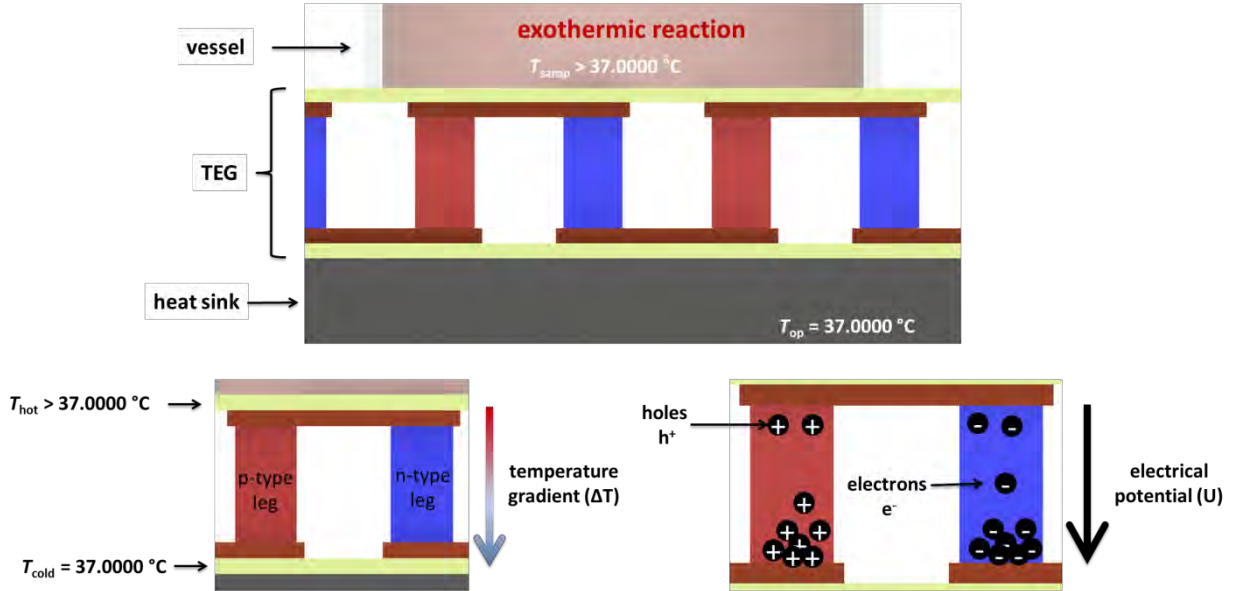 exothermic reaction
vessel
Tsamp > 37.0000 °C
TEG
heat sink
Top = 37.0000 °C
Thot > 37.0000 °C
p-type
leg
n-type
leg
temperature
gradient (ΔT)
Tcold = 37.0000 °C
holes
h+
electrons
e-
electrical
potential (U)